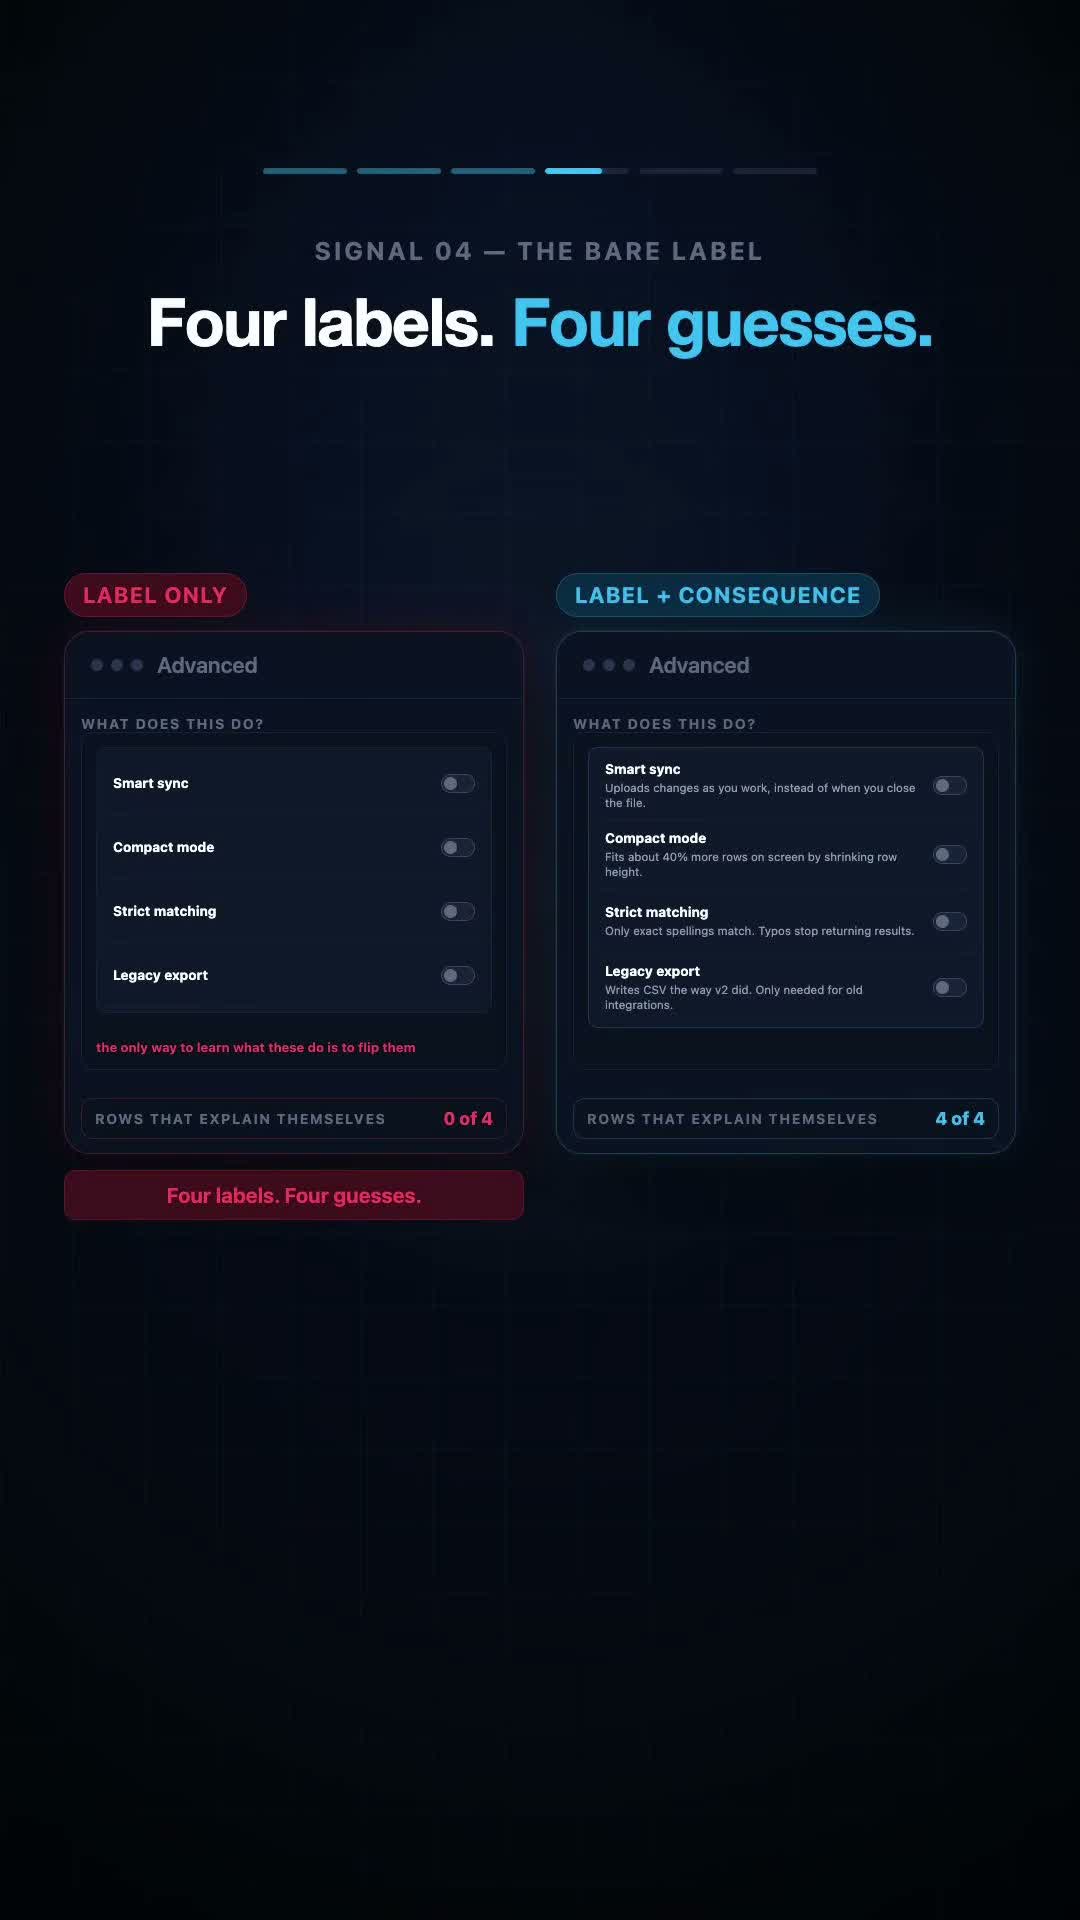 SIGNAL 04 — THE BARE LABEL
Four labels. Four guesses.
LABEL ONLY
Advanced
WHAT DOES THIS DO?
Smart sync
Compact mode
Strict matching
Legacy export
the only way to learn what these do is to flip them
ROWS THAT EXPLAIN THEMSELVES 0 of 4
Four labels. Four guesses.
LABEL + CONSEQUENCE
Advanced
WHAT DOES THIS DO?
Smart sync
Uploads changes as you work, instead of when you close
the file.
Compact mode
Fits about 40% more rows on screen by shrinking row
height.
Strict matching
Only exact spellings match. Typos stop returning results.
Legacy export
Writes CSV the way v2 did. Only needed for old
integrations.
ROWS THAT EXPLAIN THEMSELVES 4 of 4